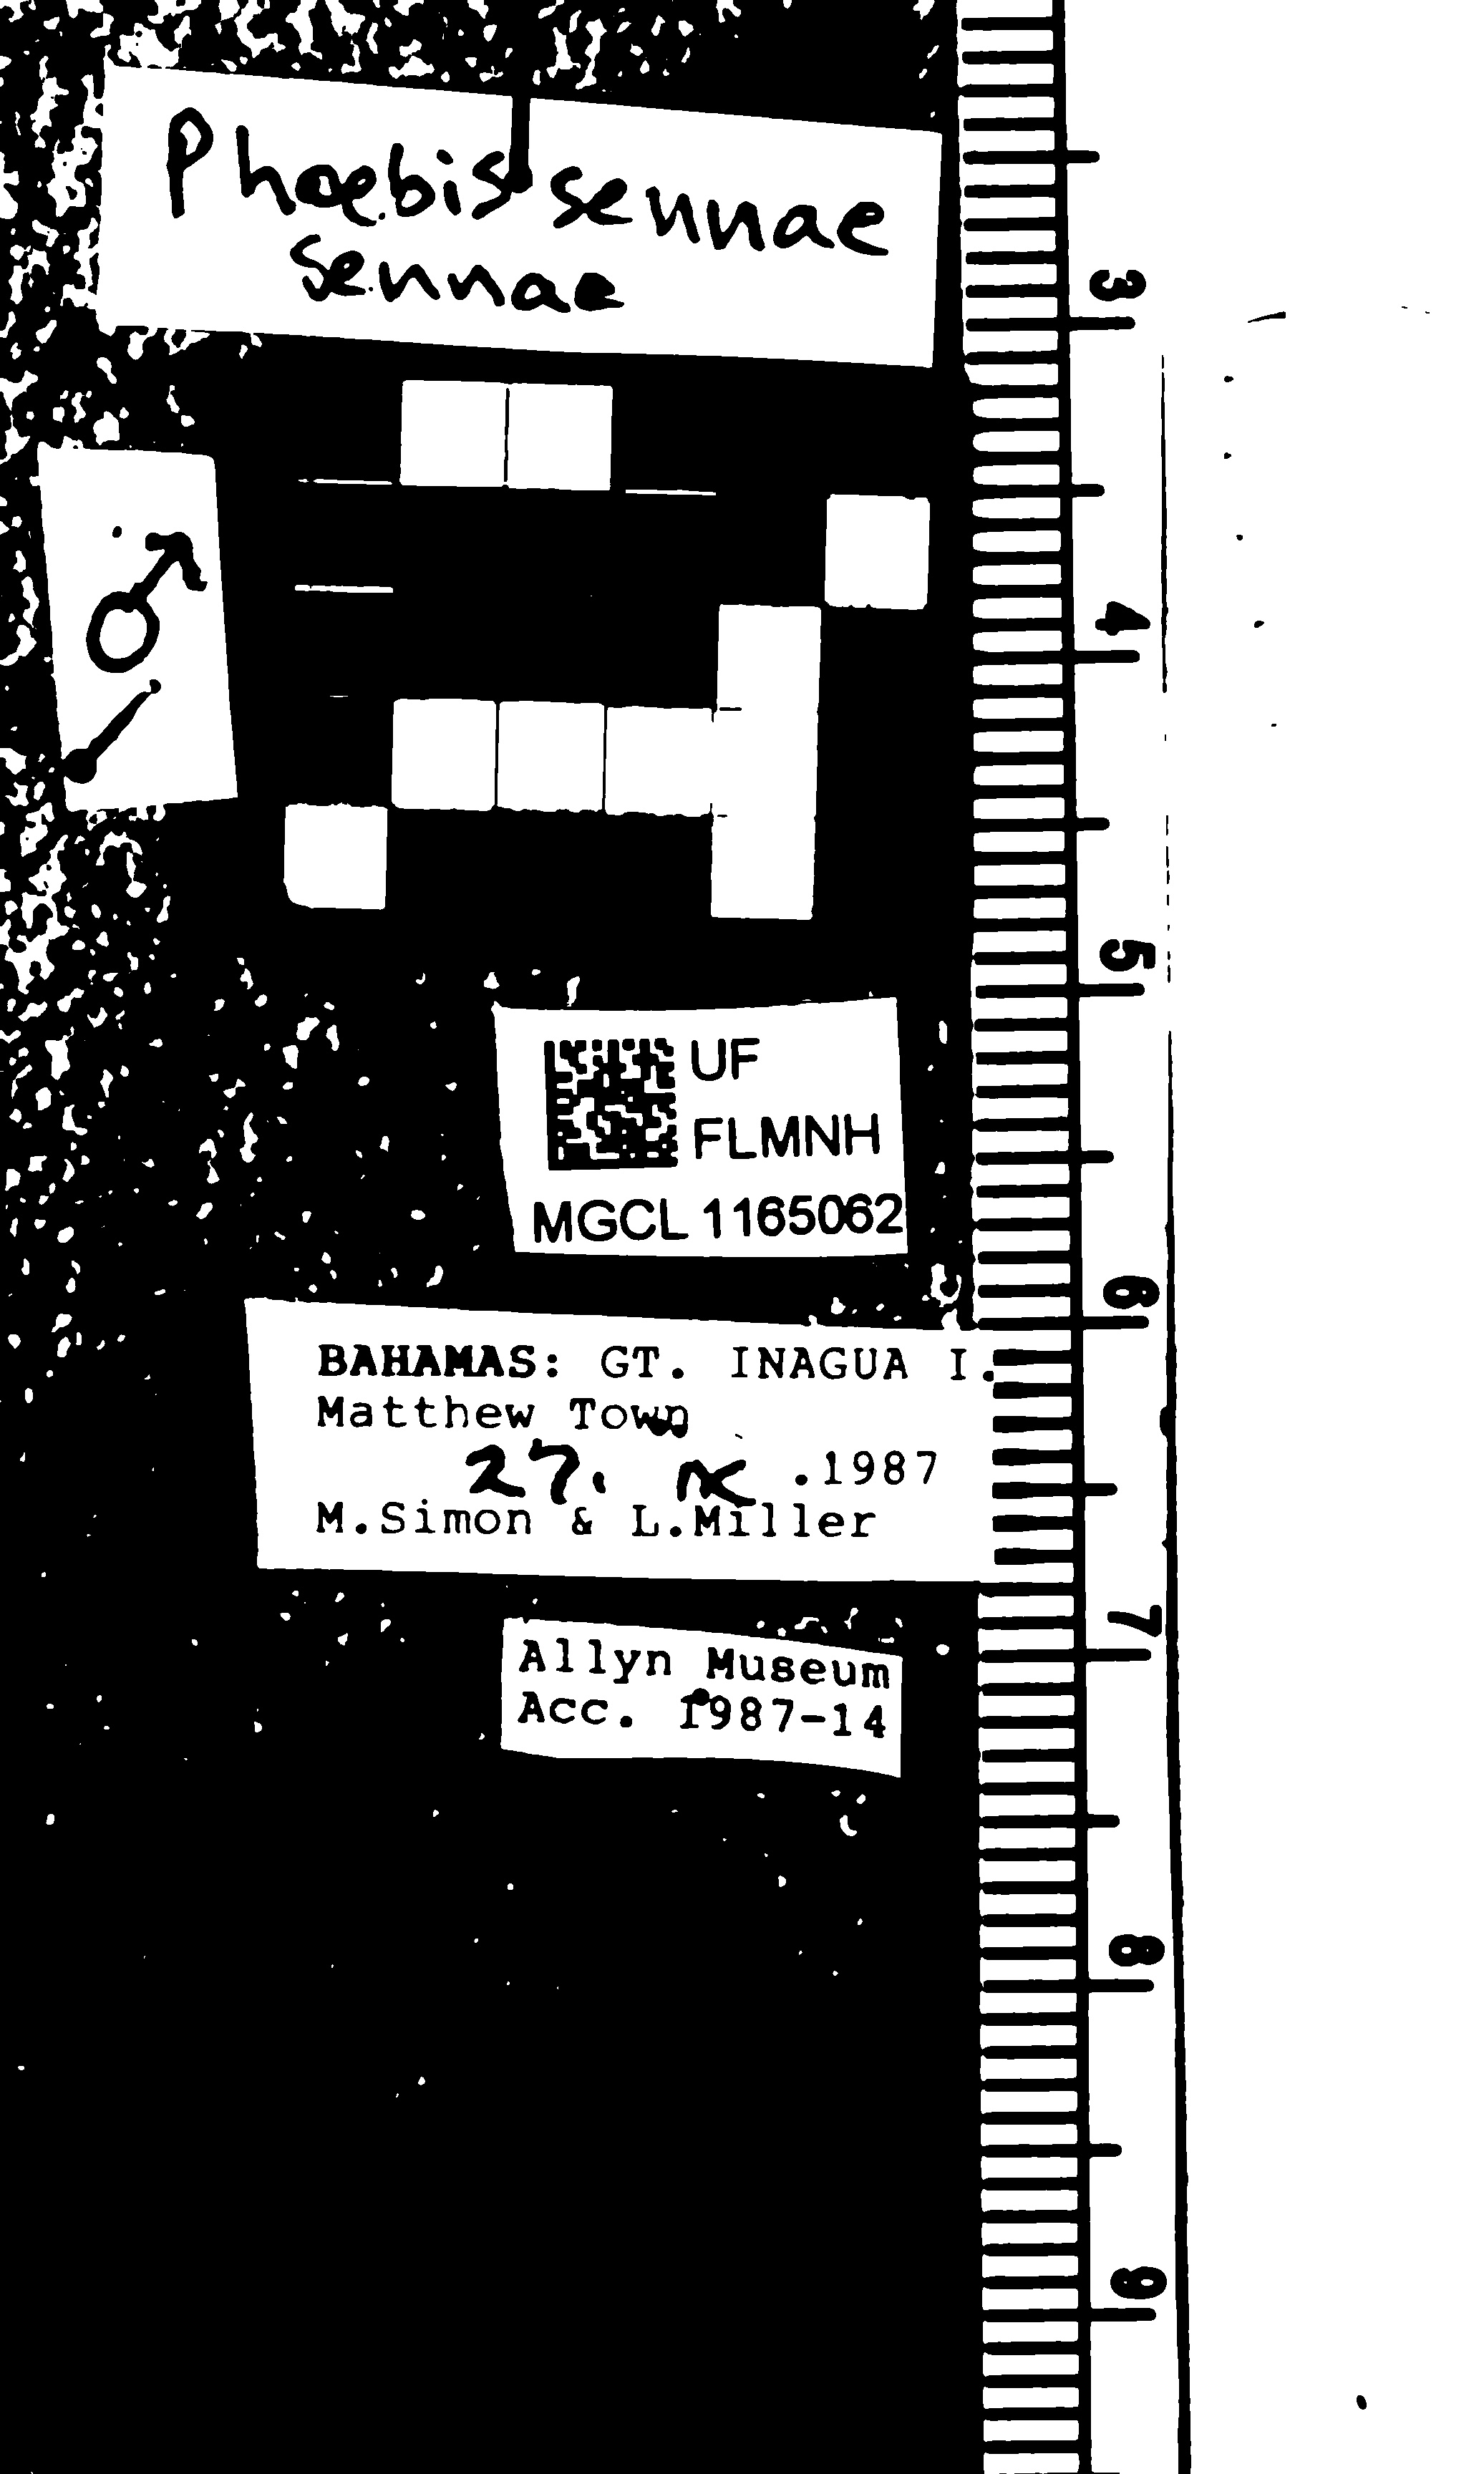 Phoebis sennae
sennae
♂
UF
FLMNH
MGCL 1165062
BAHAMAS: GT. INAGUA I.
Matthew Town
27. .1987
M.Simon & L.Miller
Allyn Museum
Acc. 1987-14
3
4
5
6
7
8
9